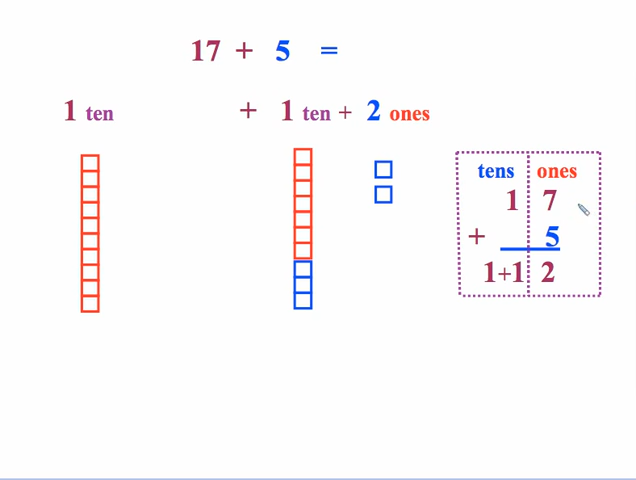 17 + 5 =
1 ten + 1 ten + 2 ones
tens ones
1 7
+ 5
1+1 2